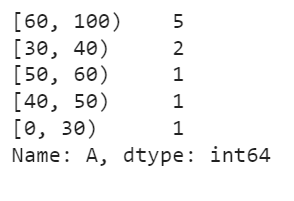 [60, 100)    5
[30, 40)     2
[50, 60)     1
[40, 50)     1
[0, 30)      1
Name: A, dtype: int64